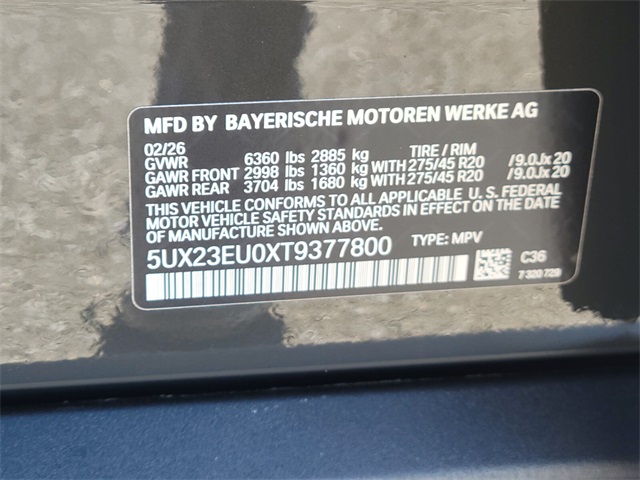 MFD BY BAYERISCHE MOTOREN WERKE AG
02/26 TIRE / RIM
GVWR 6360 lbs 2885 kg
GAWR FRONT 2998 lbs 1360 kg WITH 275/45 R20 /9.0Jx20
GAWR REAR 3704 lbs 1680 kg WITH 275/45 R20 /9.0Jx20
THIS VEHICLE CONFORMS TO ALL APPLICABLE U.S. FEDERAL
MOTOR VEHICLE SAFETY STANDARDS IN EFFECT ON THE DATE
OF MANUFACTURE SHOWN ABOVE.
5UX23EU0XT9377800 TYPE: MPV
C36
7 320 729